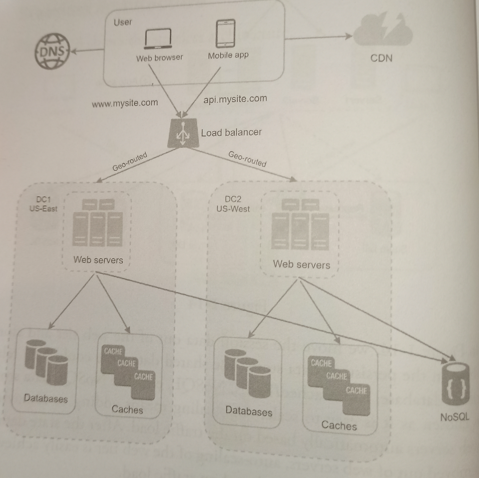 User
DNS
Web browser
Mobile app
CDN
www.mysite.com
api.mysite.com
Load balancer
Geo-routed
Geo-routed
DC1
US-East
DC2
US-West
Web servers
Web servers
CACHE
CACHE
CACHE
CACHE
CACHE
CACHE
Databases
Caches
Databases
Caches
NoSQL